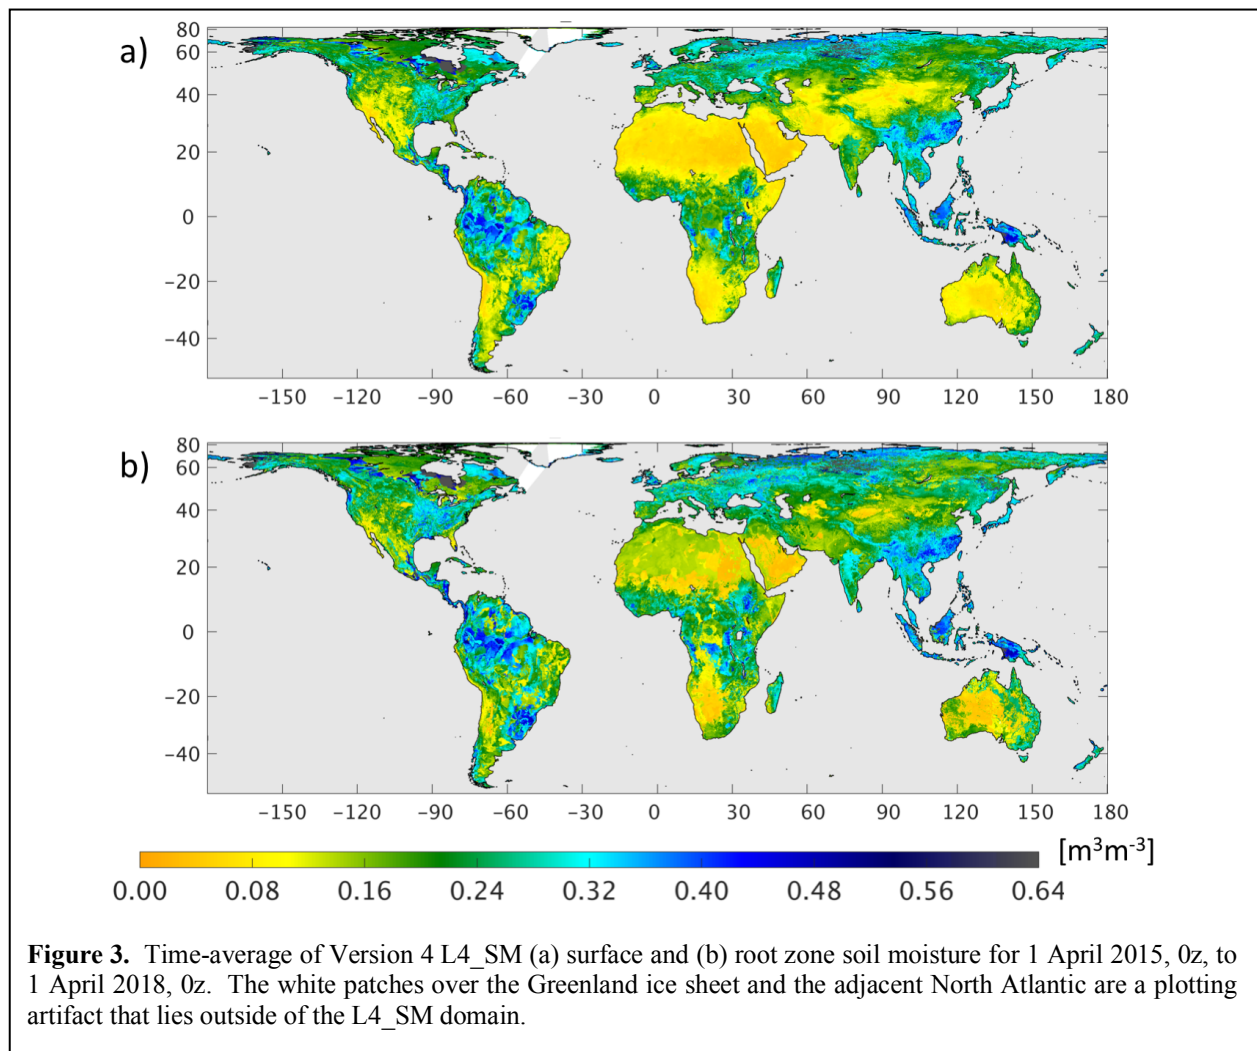 a)
80
60
40
20
0
−20
−40
−150 −120 −90 −60 −30 0 30 60 90 120 150 180
b)
80
60
40
20
0
−20
−40
−150 −120 −90 −60 −30 0 30 60 90 120 150 180
[m³m⁻³]
0.00 0.08 0.16 0.24 0.32 0.40 0.48 0.56 0.64
Figure 3. Time-average of Version 4 L4_SM (a) surface and (b) root zone soil moisture for 1 April 2015, 0z, to
1 April 2018, 0z. The white patches over the Greenland ice sheet and the adjacent North Atlantic are a plotting
artifact that lies outside of the L4_SM domain.